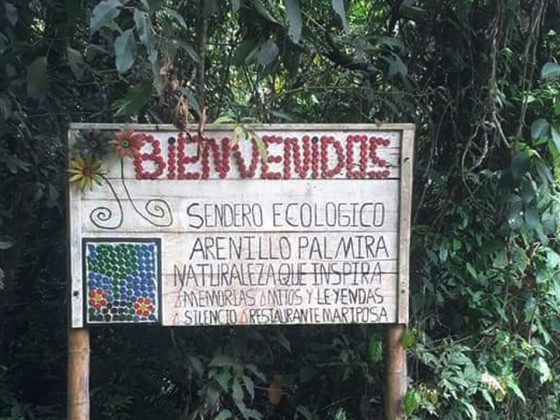 BIENVENIDOS
SENDERO ECOLOGICO
ARENILLO PALMIRA
NATURALEZA QUE INSPIRA
△MEMORIAS △MITOS Y LEYENDAS
△SILENCIO △RESTAURANTE MARIPOSA